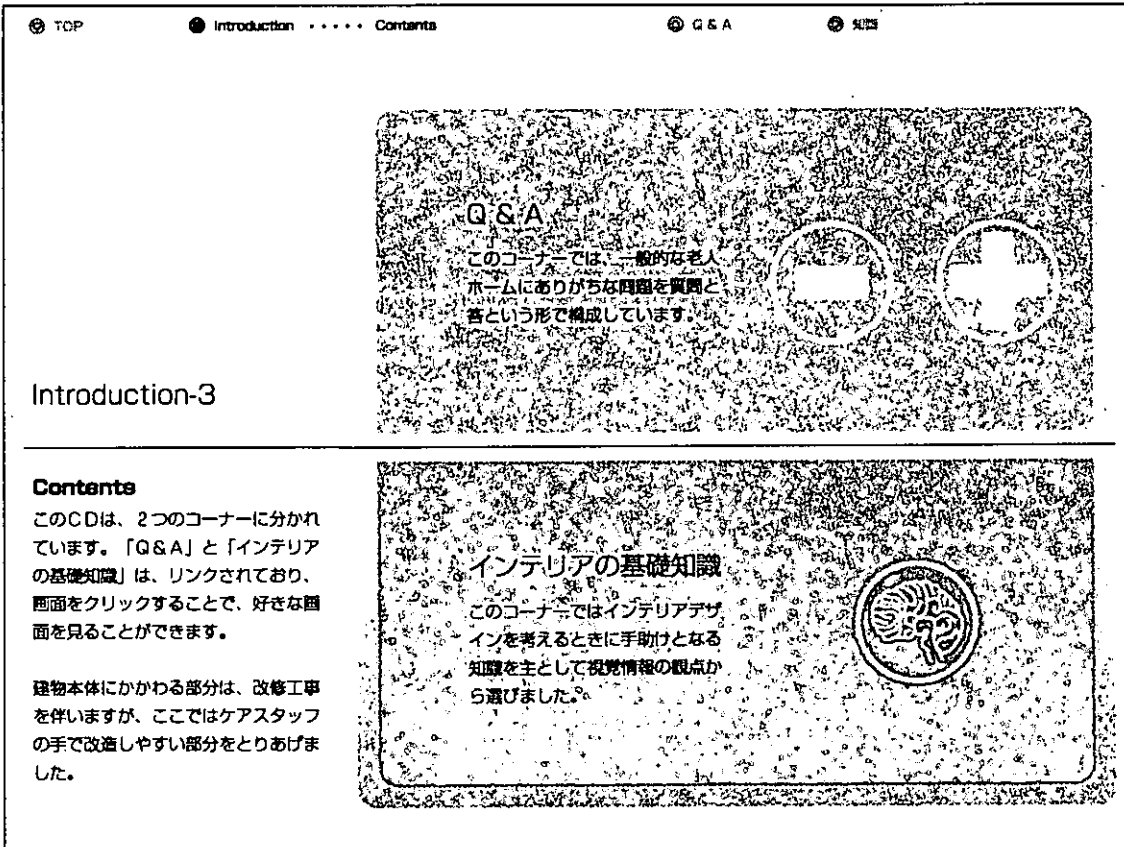 TOP
Introduction ・・・・・ Contents
Q & A
知識
Q & A
このコーナーでは、一般的な老人
ホームにありがちな問題を質問と
答という形で構成しています。
Introduction-3
Contents
このCDは、2つのコーナーに分かれ
ています。「Q&A」と「インテリア
の基礎知識」は、リンクされており、
画面をクリックすることで、好きな画
面を見ることができます。
建物本体にかかわる部分は、改修工事
を伴いますが、ここではケアスタッフ
の手で改造しやすい部分をとりあげま
した。
インテリアの基礎知識
このコーナーではインテリアデザ
インを考えるときに手助けとなる
知識を主として視覚情報の観点か
ら選びました。